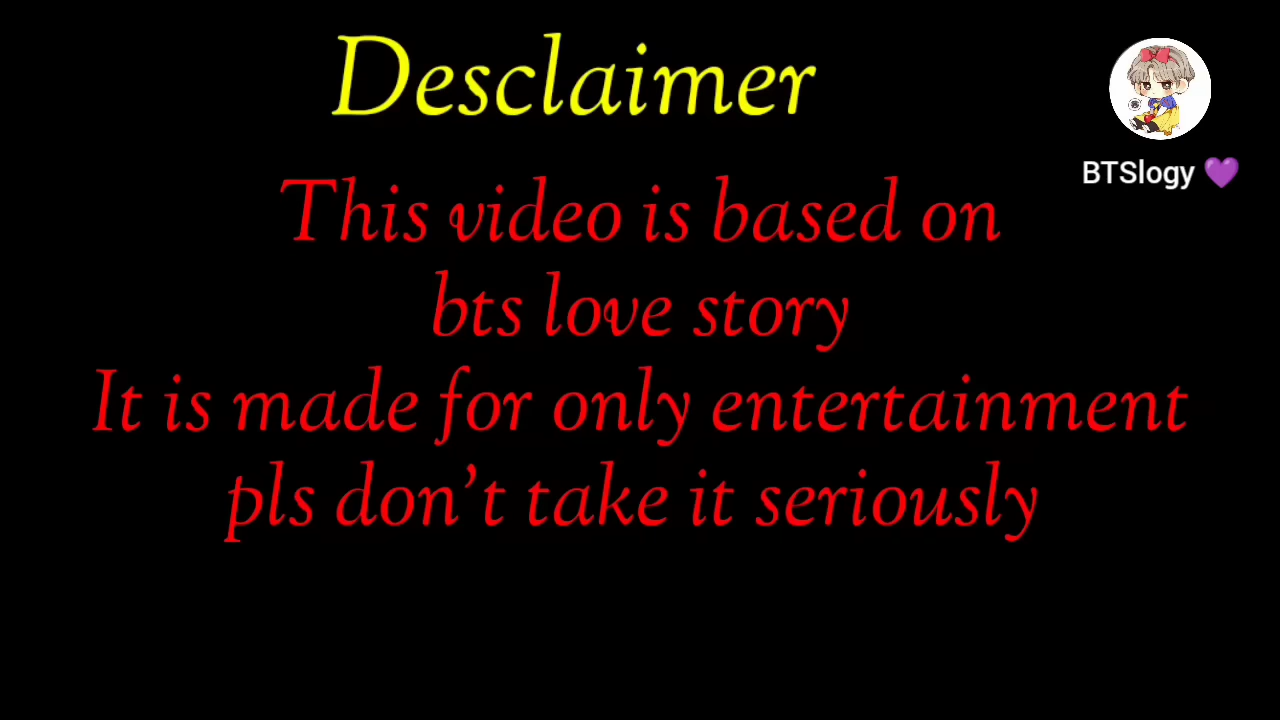 Desclaimer
BTSlogy 💜
This video is based on
bts love story
It is made for only entertainment
pls don't take it seriously